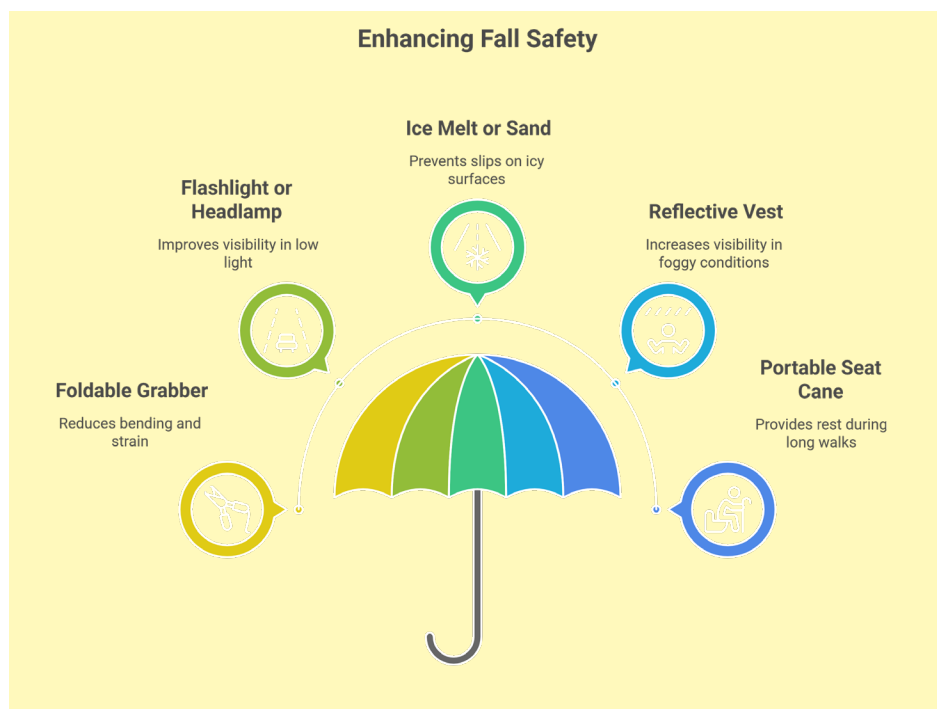 Enhancing Fall Safety
Ice Melt or Sand
Prevents slips on icy
surfaces
Flashlight or
Headlamp
Improves visibility in low
light
Reflective Vest
Increases visibility in
foggy conditions
Foldable Grabber
Reduces bending and
strain
Portable Seat
Cane
Provides rest during
long walks